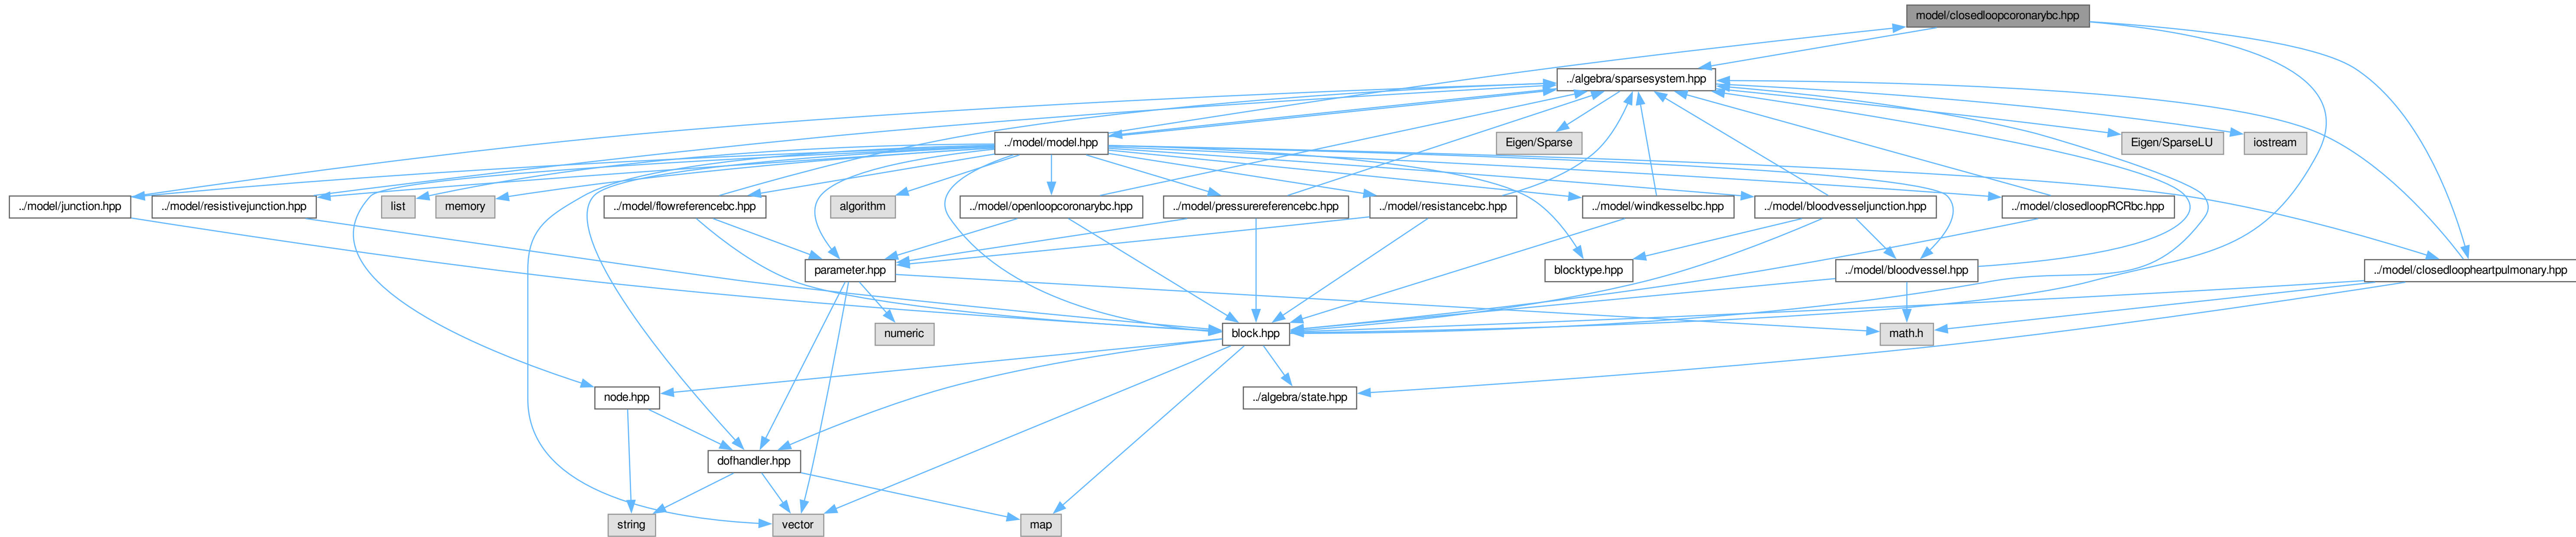 model/closedloopcoronarybc.hpp
../algebra/sparsesystem.hpp
../model/model.hpp
Eigen/Sparse
Eigen/SparseLU
iostream
../model/junction.hpp
../model/resistivejunction.hpp
list
memory
../model/flowreferencebc.hpp
algorithm
../model/openloopcoronarybc.hpp
../model/pressurereferencebc.hpp
../model/resistancebc.hpp
../model/windkesselbc.hpp
../model/bloodvesseljunction.hpp
../model/closedloopRCRbc.hpp
parameter.hpp
blocktype.hpp
../model/bloodvessel.hpp
../model/closedloopheartpulmonary.hpp
numeric
block.hpp
math.h
node.hpp
../algebra/state.hpp
dofhandler.hpp
string
vector
map